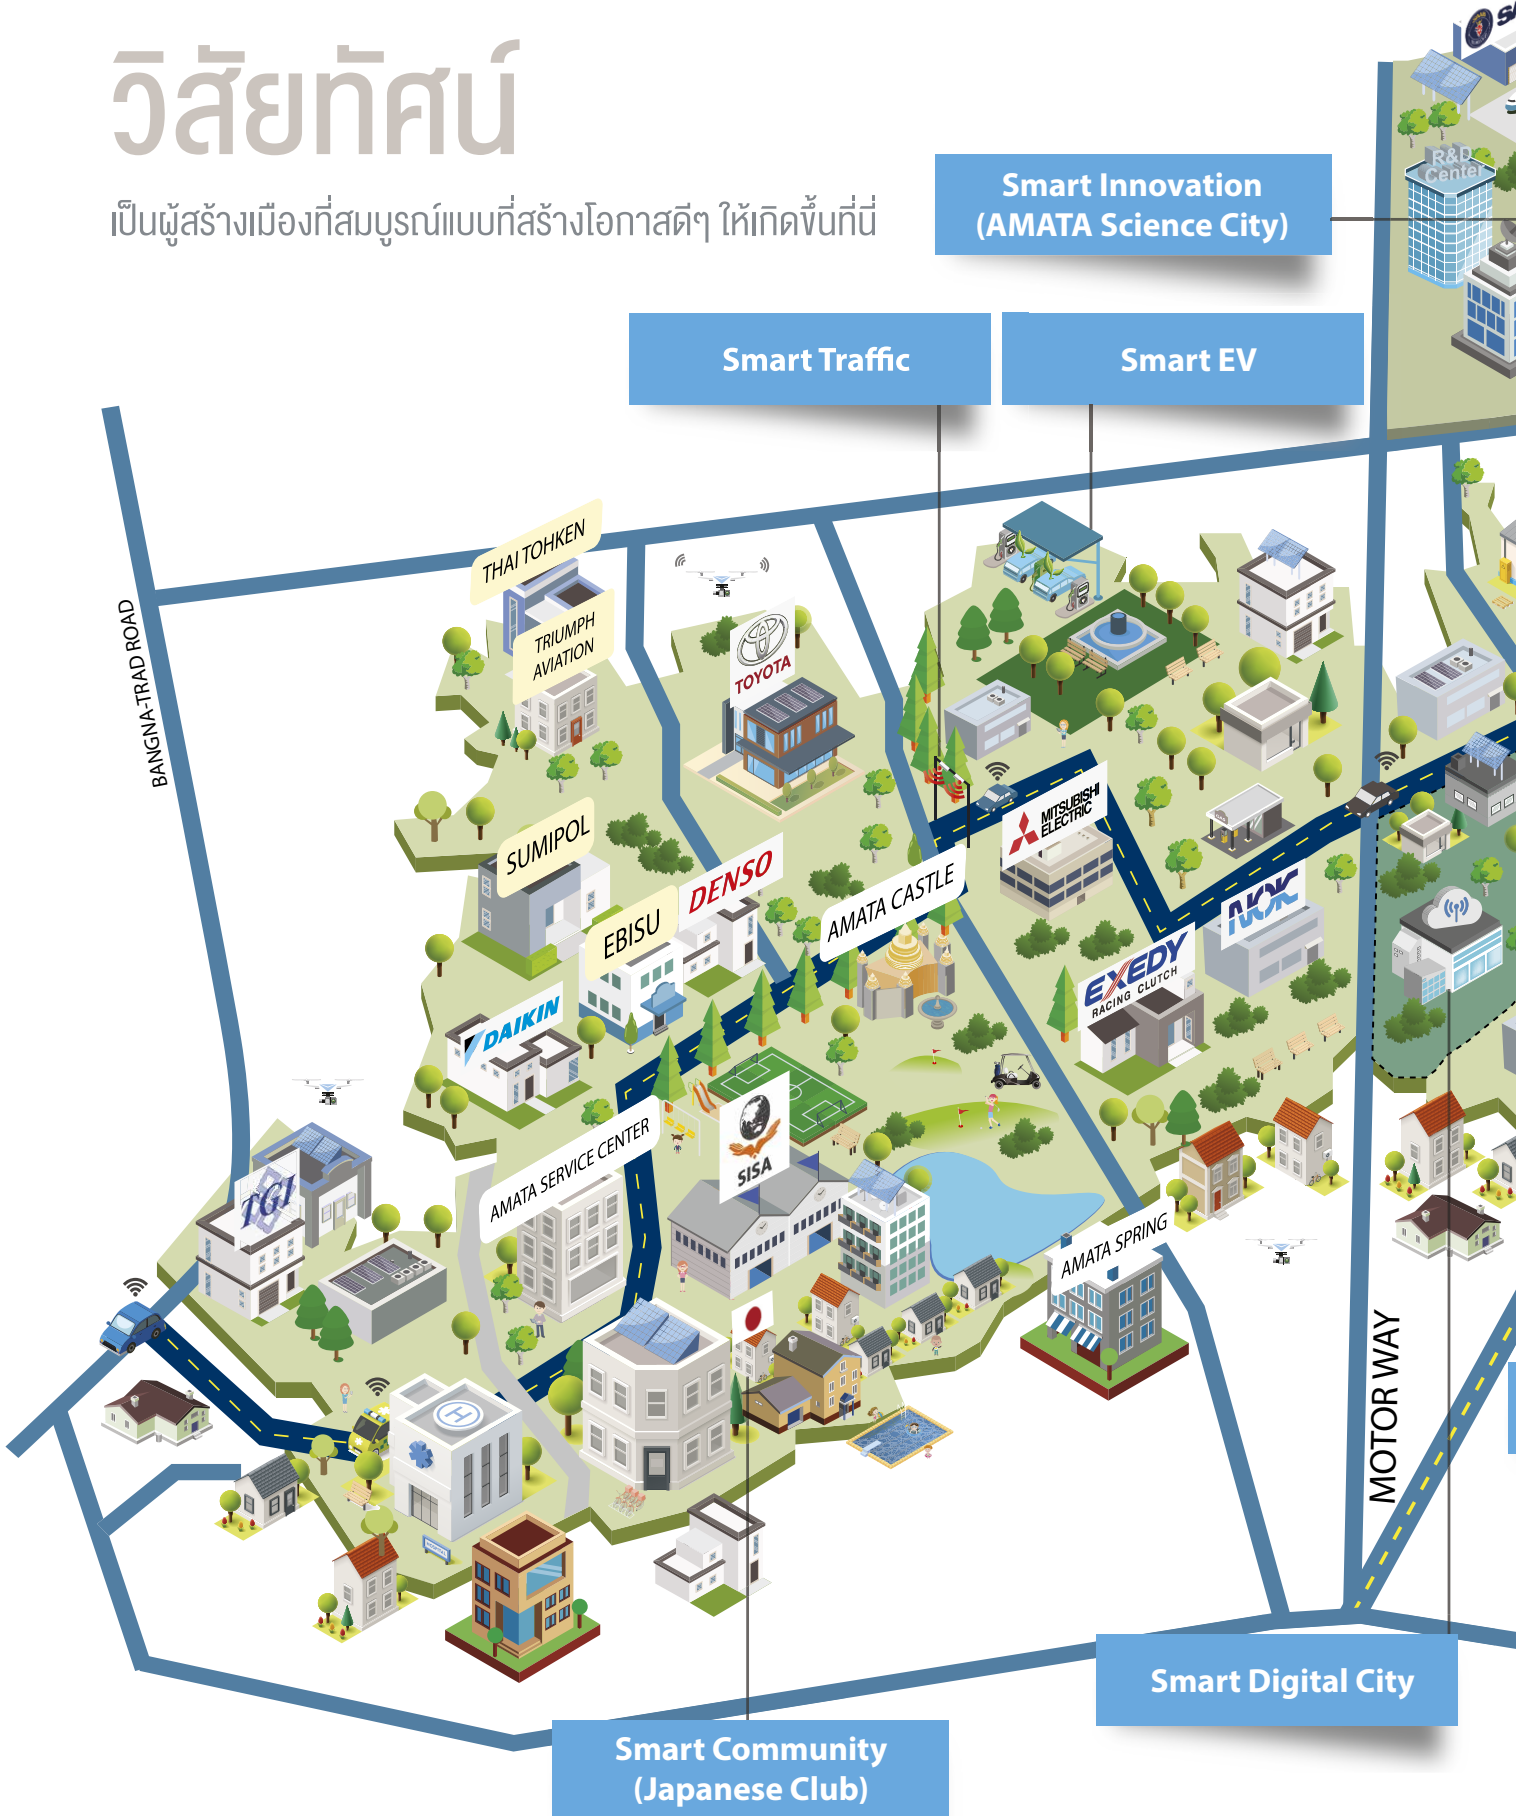 วิสัยทัศน์
เป็นผู้สร้างเมืองที่สมบูรณ์แบบที่สร้างโอกาสดีๆ ให้เกิดขึ้นที่นี่
R&D
Center
Smart Innovation
(AMATA Science City)
Smart Traffic
Smart EV
THAI TOHKEN
TRIUMPH
AVIATION
BANGNA-TRAD ROAD
TOYOTA
MITSUBISHI
ELECTRIC
SUMIPOL
DENSO
EBISU
AMATA CASTLE
NOK
EXEDY
RACING CLUTCH
DAIKIN
AMATA SERVICE CENTER
SISA
TGI
AMATA SPRING
MOTOR WAY
H
HOSPITAL
Smart Digital City
Smart Community
(Japanese Club)